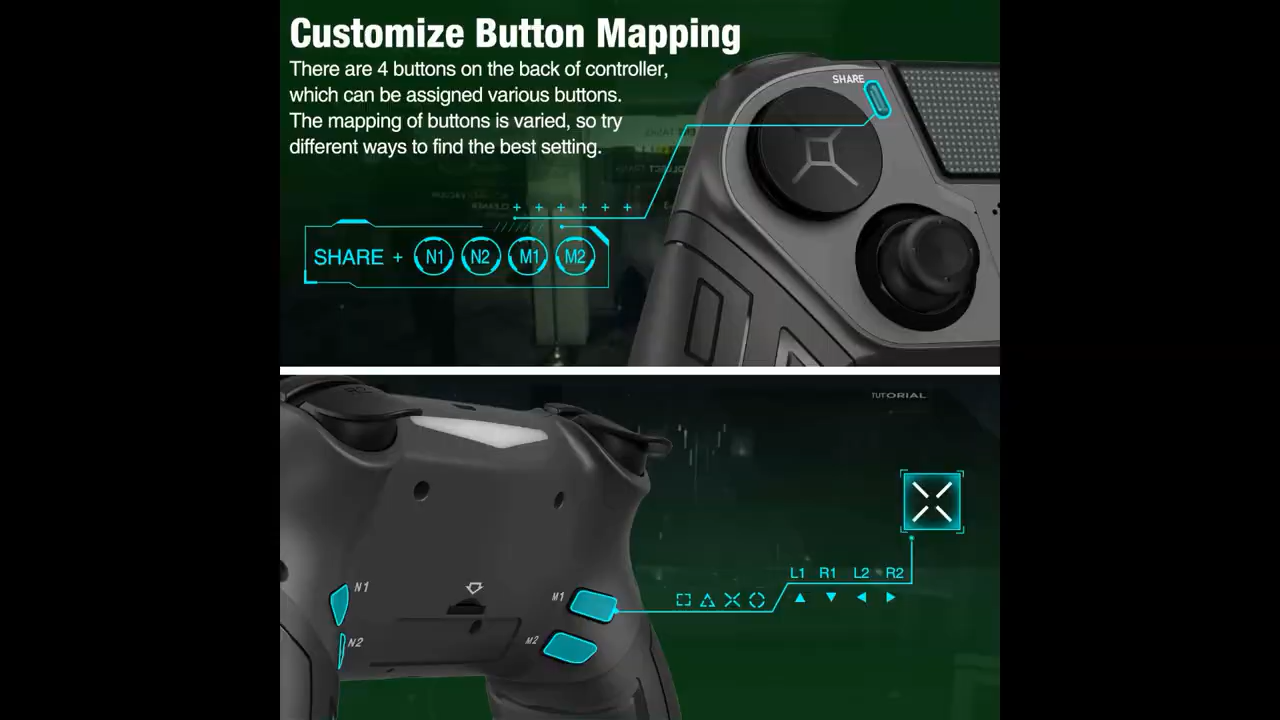 Customize Button Mapping
There are 4 buttons on the back of controller,
which can be assigned various buttons.
The mapping of buttons is varied, so try
different ways to find the best setting.
SHARE
SHARE + N1 N2 M1 M2
TUTORIAL
L1 R1 L2 R2
N1
M1
N2
M2